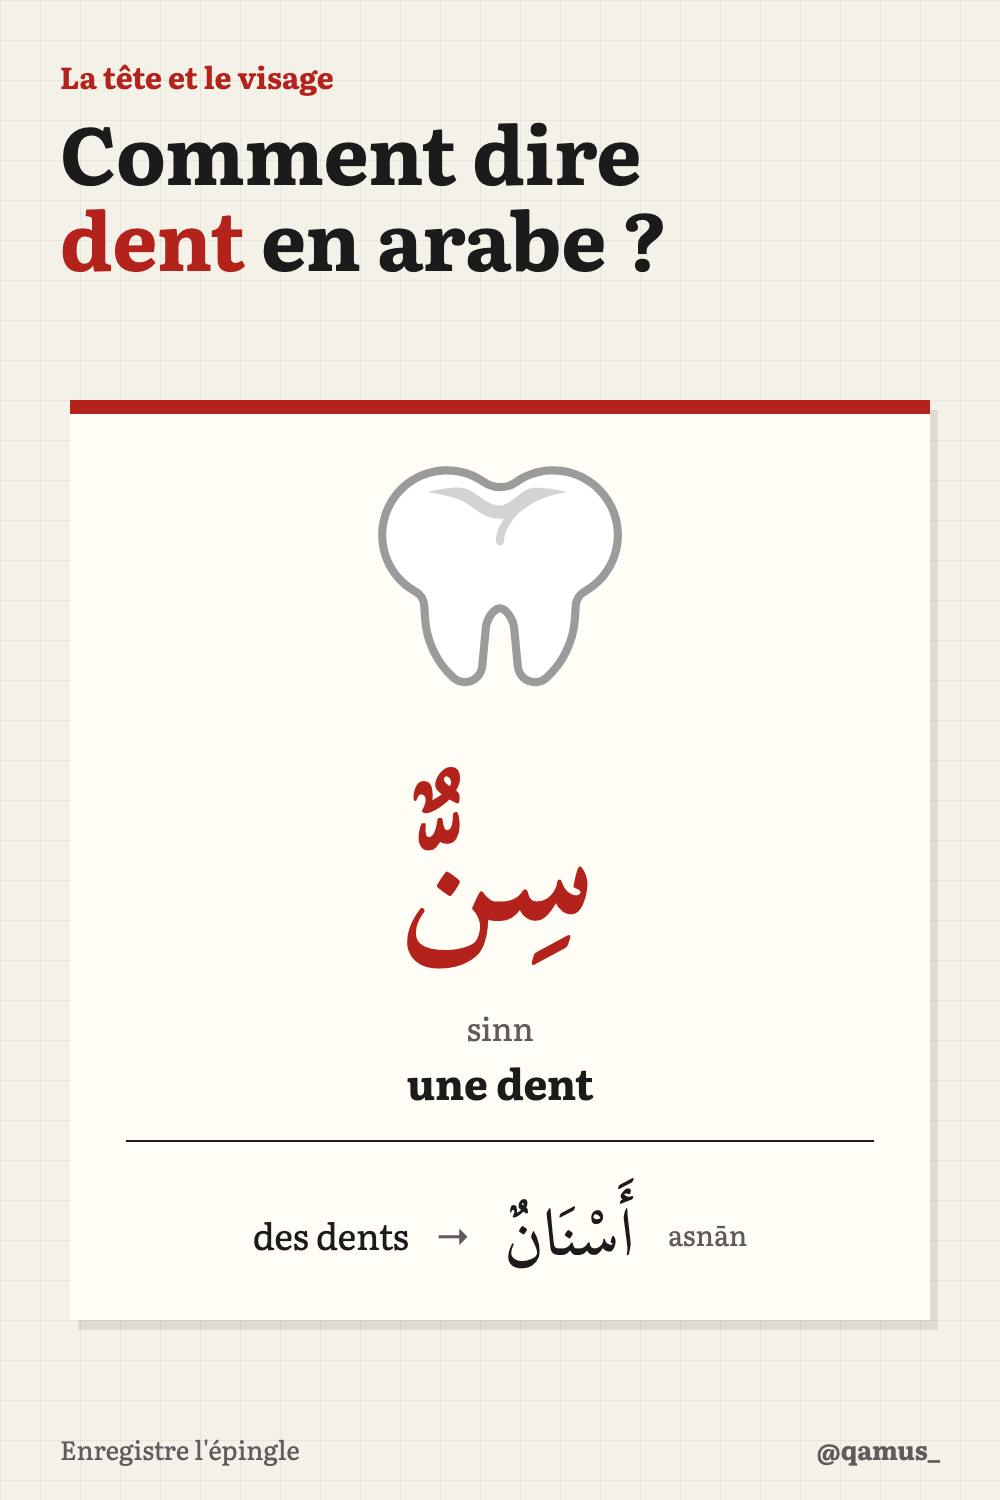 La tête et le visage
Comment dire
dent en arabe ?
سِنٌّ
sinn
une dent
des dents → أَسْنَانٌ asnān
Enregistre l'épingle
@qamus_